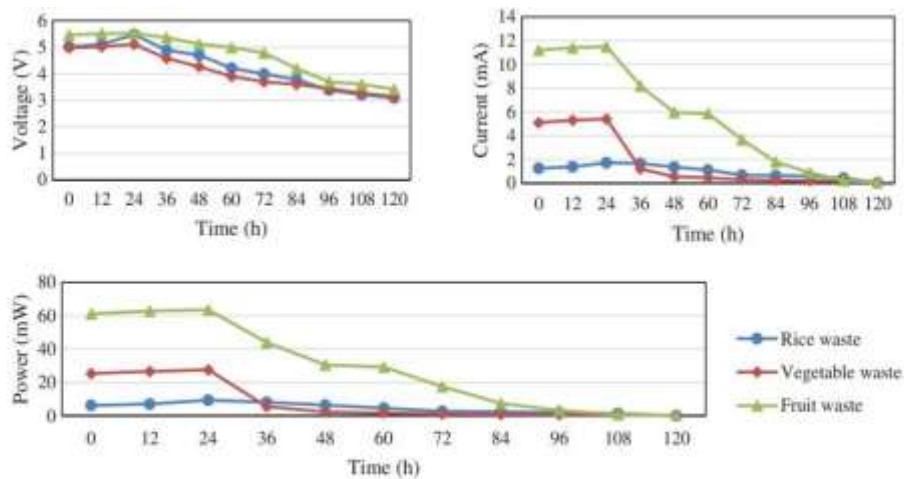 Voltage (V)
6
5
4
3
2
1
0
0 12 24 36 48 60 72 84 96 108 120
Time (h)
Current (mA)
14
12
10
8
6
4
2
0
0 12 24 36 48 60 72 84 96 108 120
Time (h)
Power (mW)
80
60
40
20
0
0 12 24 36 48 60 72 84 96 108 120
Time (h)
Rice waste
Vegetable waste
Fruit waste